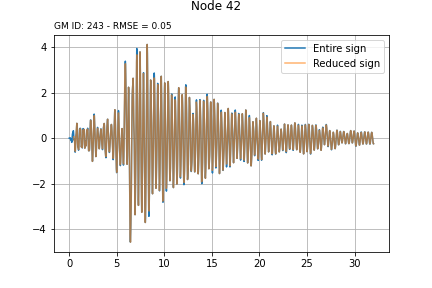 Node 42
GM ID: 243 - RMSE = 0.05
Entire sign
Reduced sign
4
2
0
−2
−4
0 5 10 15 20 25 30